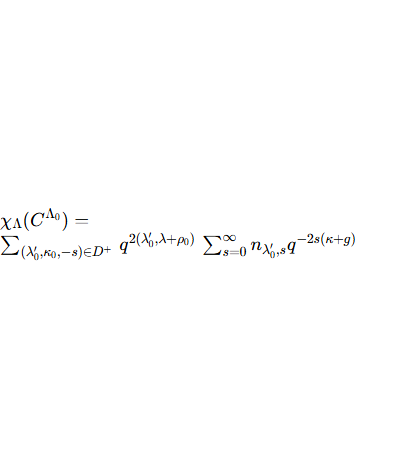 χ_Λ(C^{Λ_0}) =
∑_{(λ′_0,κ_0,−s)∈D^+} q^{2(λ′_0,λ+ρ_0)} ∑_{s=0}^{∞} n_{λ′_0,s} q^{−2s(κ+g)}